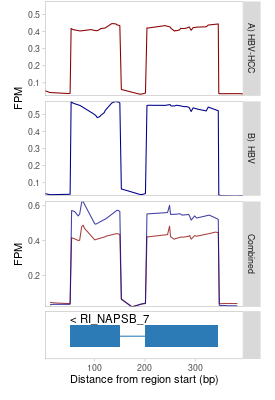 0.5
0.4
0.3
0.2
0.1
FPM
A) HBV-HCC
0.5
0.4
0.3
0.2
0.1
FPM
B) HBV
0.6
0.4
0.2
FPM
Combined
< RI_NAPSB_7
100
200
300
Distance from region start (bp)